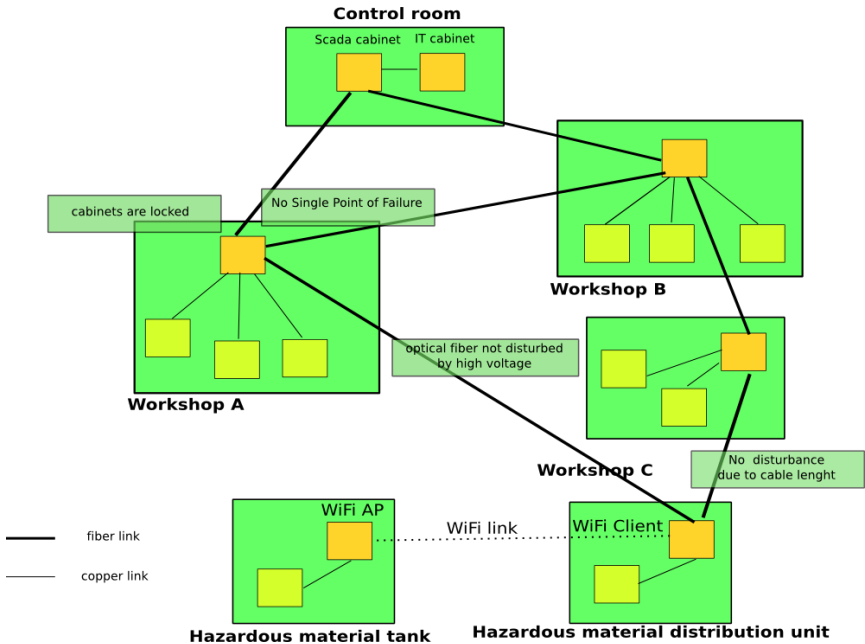 Control room
Scada cabinet
IT cabinet
cabinets are locked
No Single Point of Failure
Workshop B
optical fiber not disturbed
by high voltage
Workshop A
Workshop C
No disturbance
due to cable lenght
WiFi AP
WiFi link
WiFi Client
fiber link
copper link
Hazardous material tank
Hazardous material distribution unit